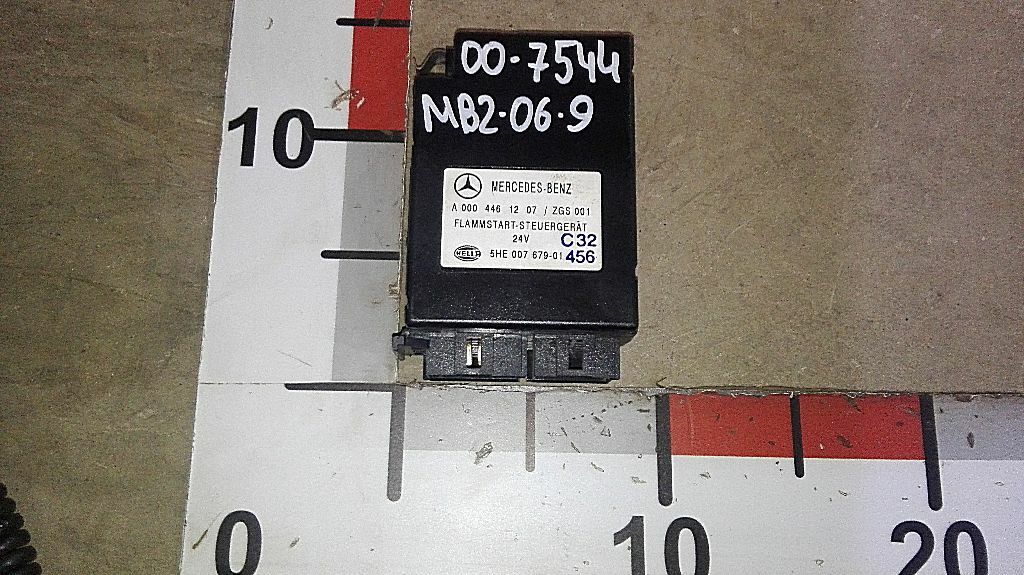 00-7544
MB2·06·9
10
MERCEDES-BENZ
A 000 446 12 07 / ZGS 001
FLAMMSTART-STEUERGERÄT
24V C32
HELLA 5HE 007 679-01 456
0 10 20